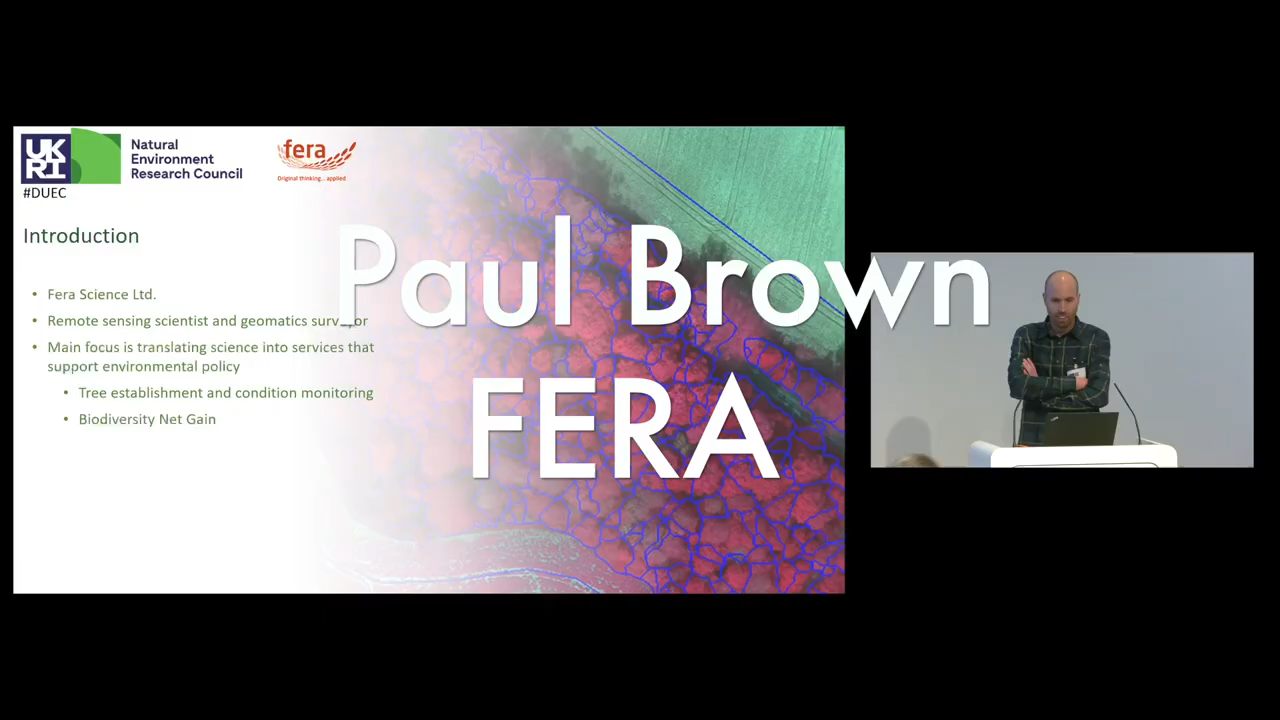 UK
RI
Natural
Environment
Research Council
fera
Original thinking... applied
#DUEC
Introduction
• Fera Science Ltd.
• Remote sensing scientist and geomatics surveyor
• Main focus is translating science into services that
support environmental policy
• Tree establishment and condition monitoring
• Biodiversity Net Gain
Paul Brown
FERA